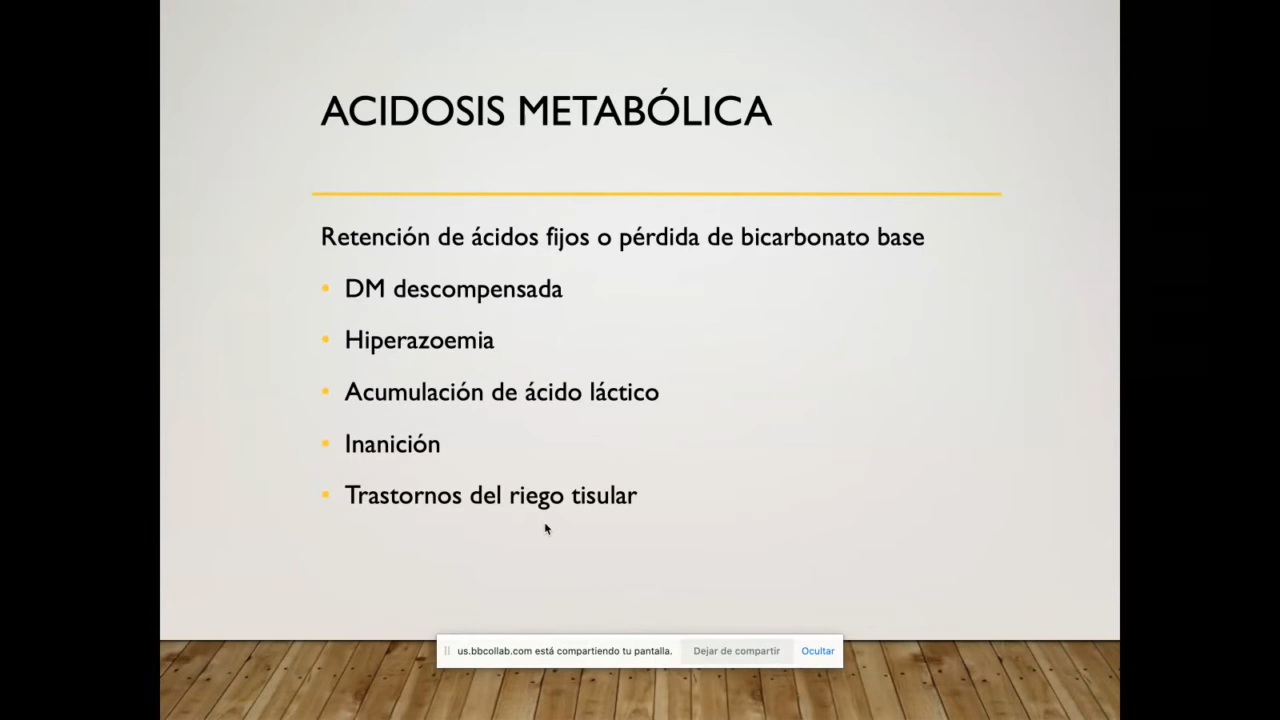 ACIDOSIS METABÓLICA
Retención de ácidos fijos o pérdida de bicarbonato base
• DM descompensada
• Hiperazoemia
• Acumulación de ácido láctico
• Inanición
• Trastornos del riego tisular
us.bbcollab.com está compartiendo tu pantalla. Dejar de compartir Ocultar